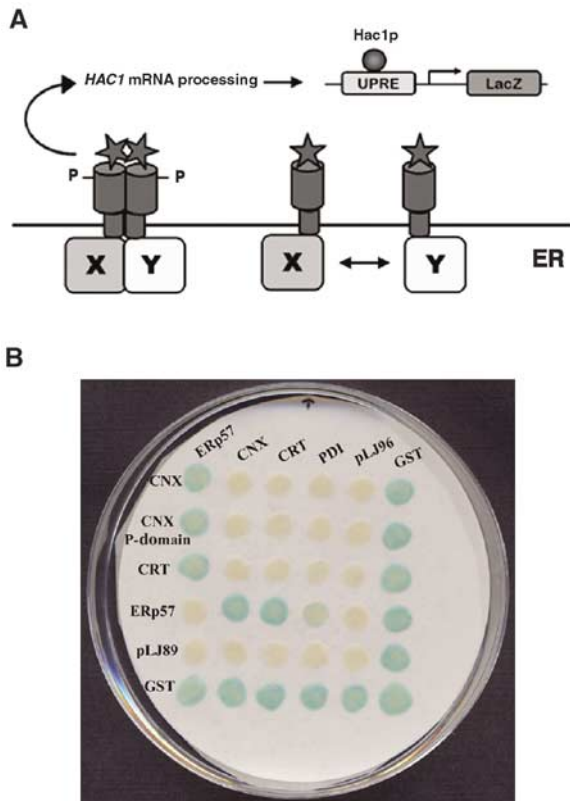 A
Hac1p
HAC1 mRNA processing
UPRE
LacZ
P
P
X
Y
X
Y
ER
B
ERp57
CNX
CRT
PDI
pLJ96
GST
CNX
CNX
P-domain
CRT
ERp57
pLJ89
GST